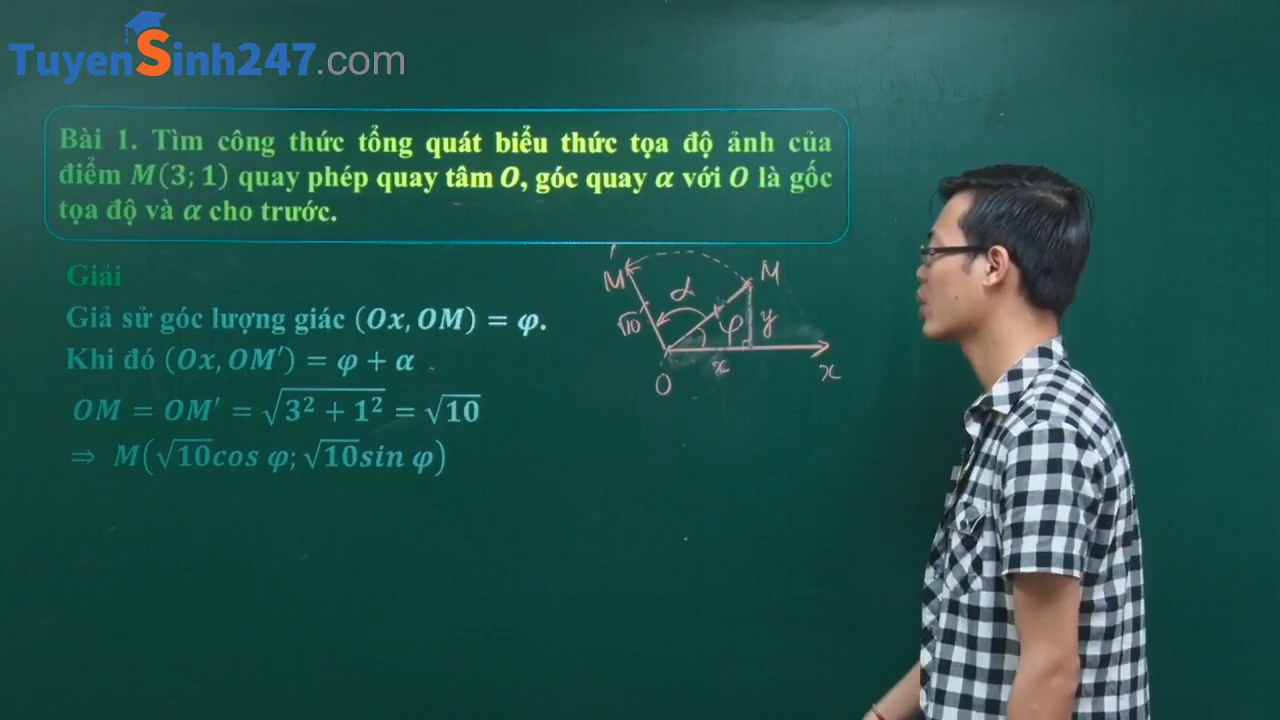 TuyenSinh247.com
Bài 1. Tìm công thức tổng quát biểu thức tọa độ ảnh của
điểm M(3; 1) quay phép quay tâm O, góc quay α với O là gốc
tọa độ và α cho trước.
Giải
Giả sử góc lượng giác (Ox, OM) = φ.
Khi đó (Ox, OM′) = φ + α
OM = OM′ = √(3² + 1²) = √10
⇒ M(√10cos φ; √10sin φ)
M′
M
α
√10
φ
y
x
x
O